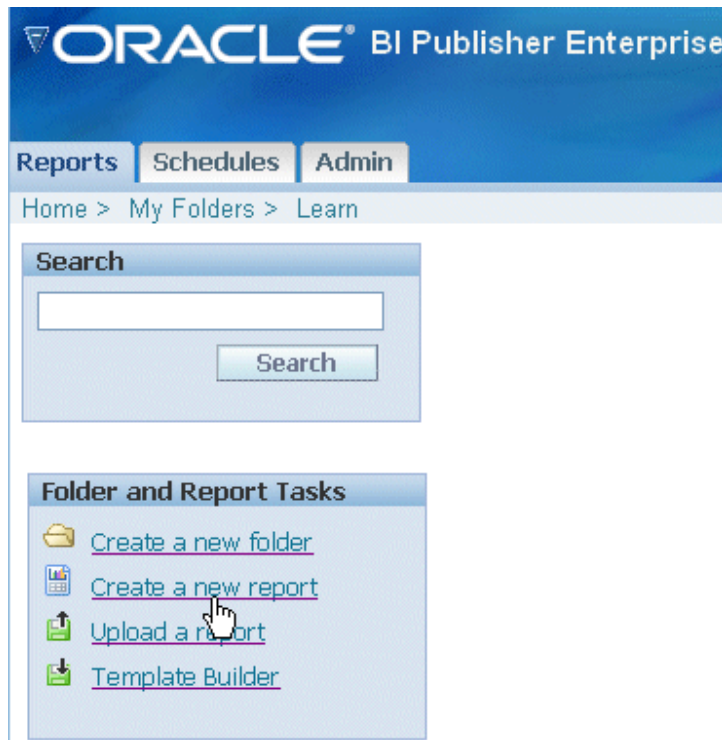 ORACLE® BI Publisher Enterprise
Reports Schedules Admin
Home > My Folders > Learn
Search
Search
Folder and Report Tasks
Create a new folder
Create a new report
Upload a report
Template Builder